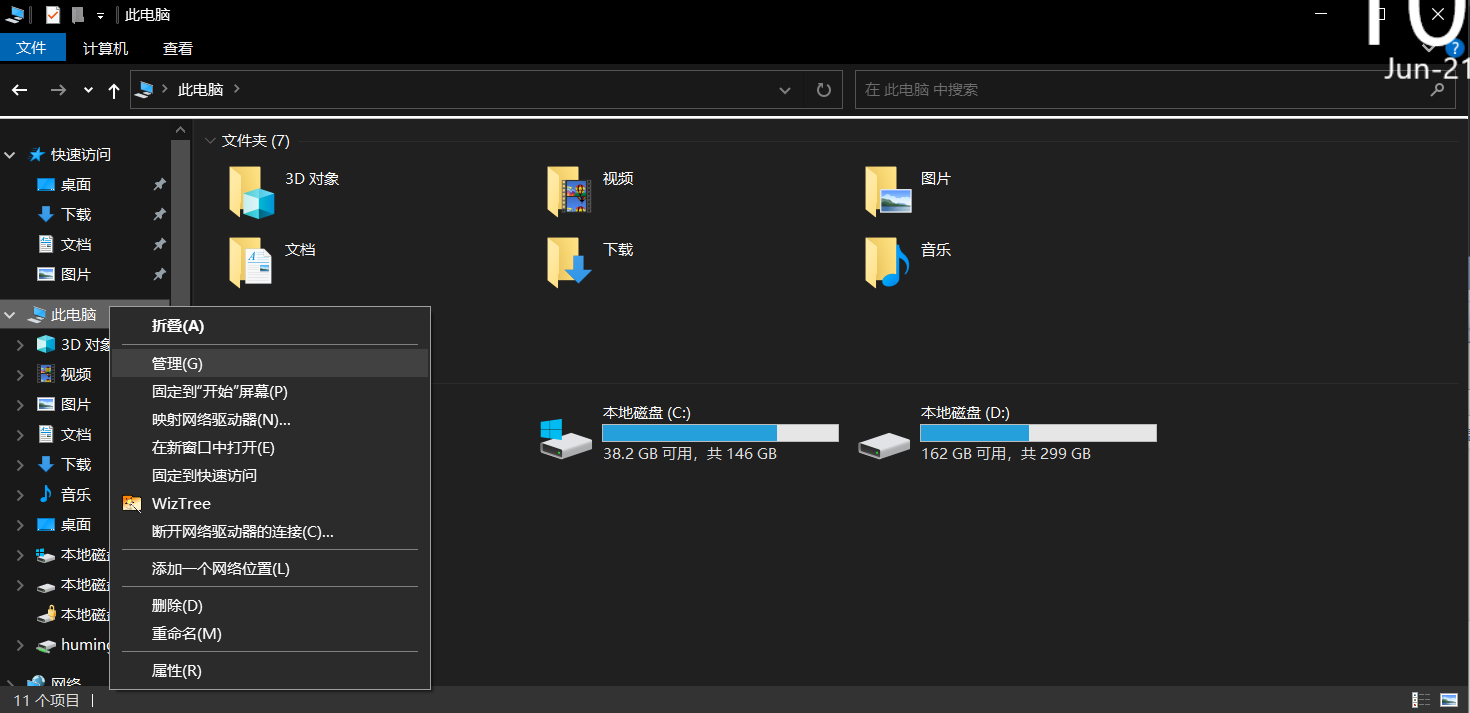 此电脑
文件 计算机 查看
Jun-21
此电脑
在 此电脑 中搜索
快速访问
桌面
下载
文档
图片
此电脑
3D 对象
视频
图片
文档
下载
音乐
桌面
本地磁
本地磁
本地磁
huming
网络
文件夹 (7)
3D 对象
视频
图片
文档
下载
音乐
折叠(A)
管理(G)
固定到“开始”屏幕(P)
映射网络驱动器(N)...
在新窗口中打开(E)
固定到快速访问
WizTree
断开网络驱动器的连接(C)...
添加一个网络位置(L)
删除(D)
重命名(M)
属性(R)
本地磁盘 (C:)
38.2 GB 可用，共 146 GB
本地磁盘 (D:)
162 GB 可用，共 299 GB
11 个项目